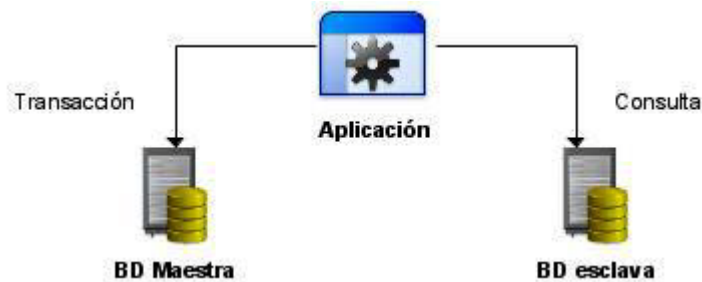 Transacción
Consulta
Aplicación
BD Maestra
BD esclava